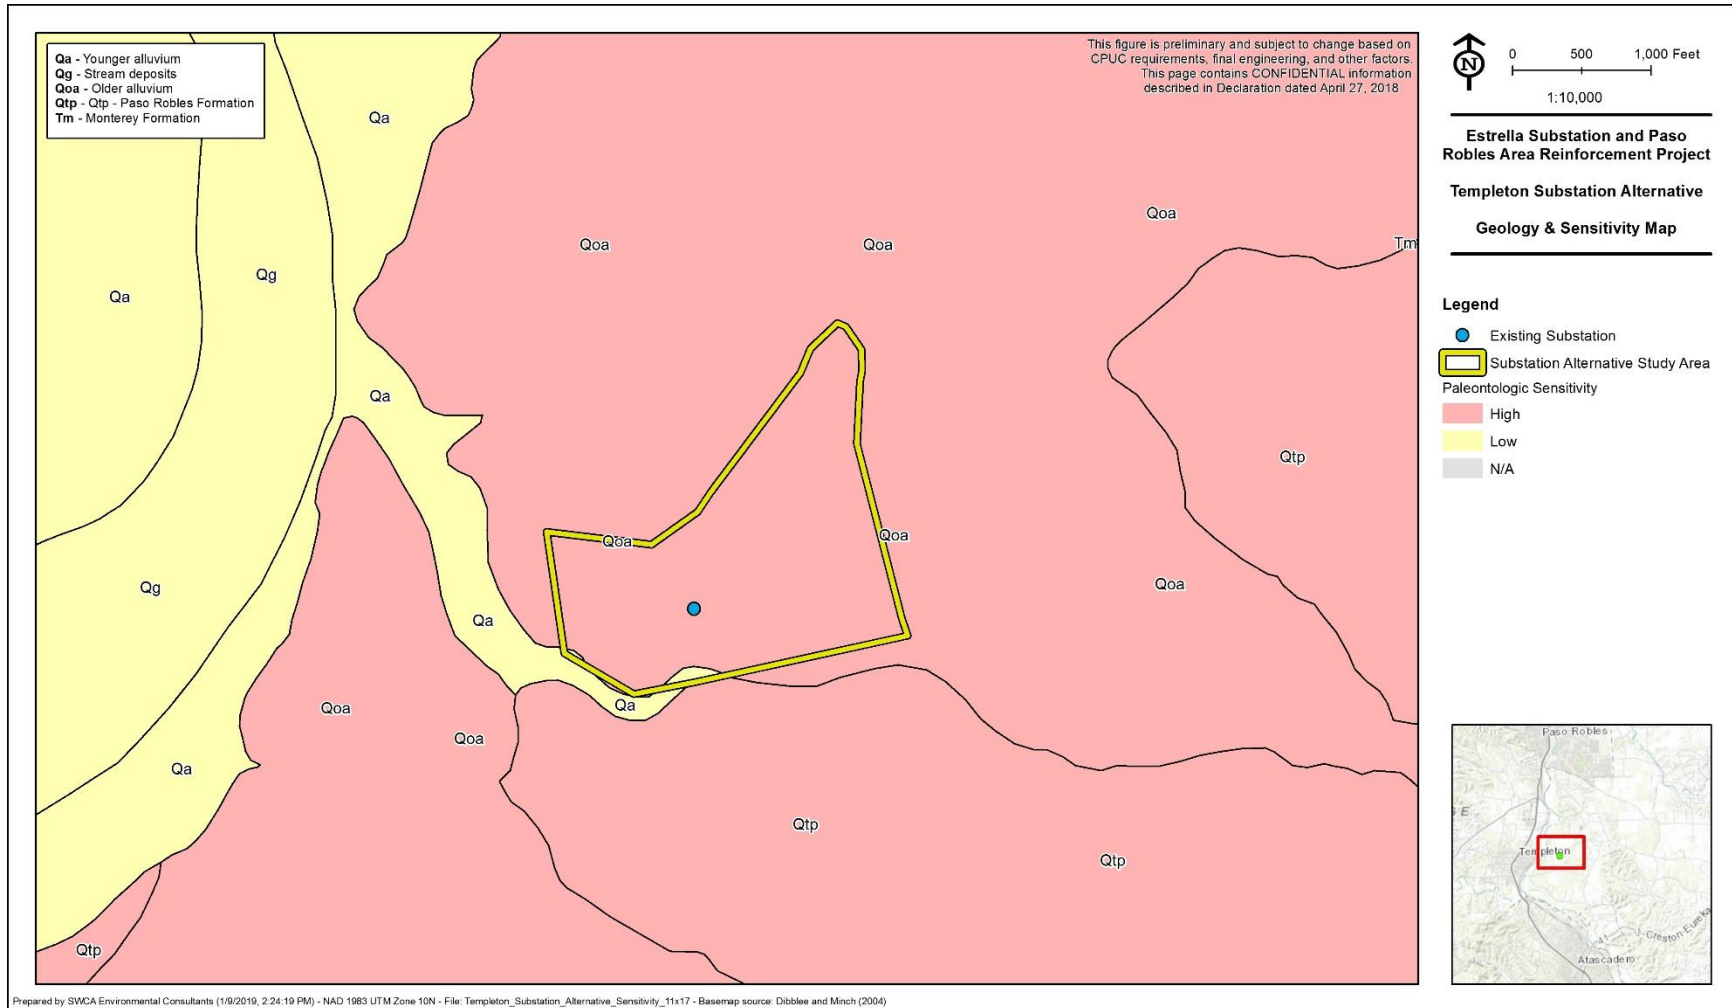 Qa - Younger alluvium
Qg - Stream deposits
Qoa - Older alluvium
Qtp - Qtp - Paso Robles Formation
Tm - Monterey Formation
This figure is preliminary and subject to change based on
CPUC requirements, final engineering, and other factors.
This page contains CONFIDENTIAL information
described in Declaration dated April 27, 2018
Qa
Qoa
Qoa
Qoa
Tm
Qg
Qa
Qa
Qtp
Qoa
Qoa
Qoa
Qg
Qa
Qa
Qoa
Qoa
Qa
Qtp
Qtp
Qtp
N
0 500 1,000 Feet
1:10,000
Estrella Substation and Paso
Robles Area Reinforcement Project
Templeton Substation Alternative
Geology & Sensitivity Map
Legend
Existing Substation
Substation Alternative Study Area
Paleontologic Sensitivity
High
Low
N/A
Paso Robles
Templeton
41
Creston Eureka
Atascadero
Prepared by SWCA Environmental Consultants (1/9/2019, 2:24:19 PM) - NAD 1983 UTM Zone 10N - File: Templeton_Substation_Alternative_Sensitivity_11x17 - Basemap source: Dibblee and Minch (2004)